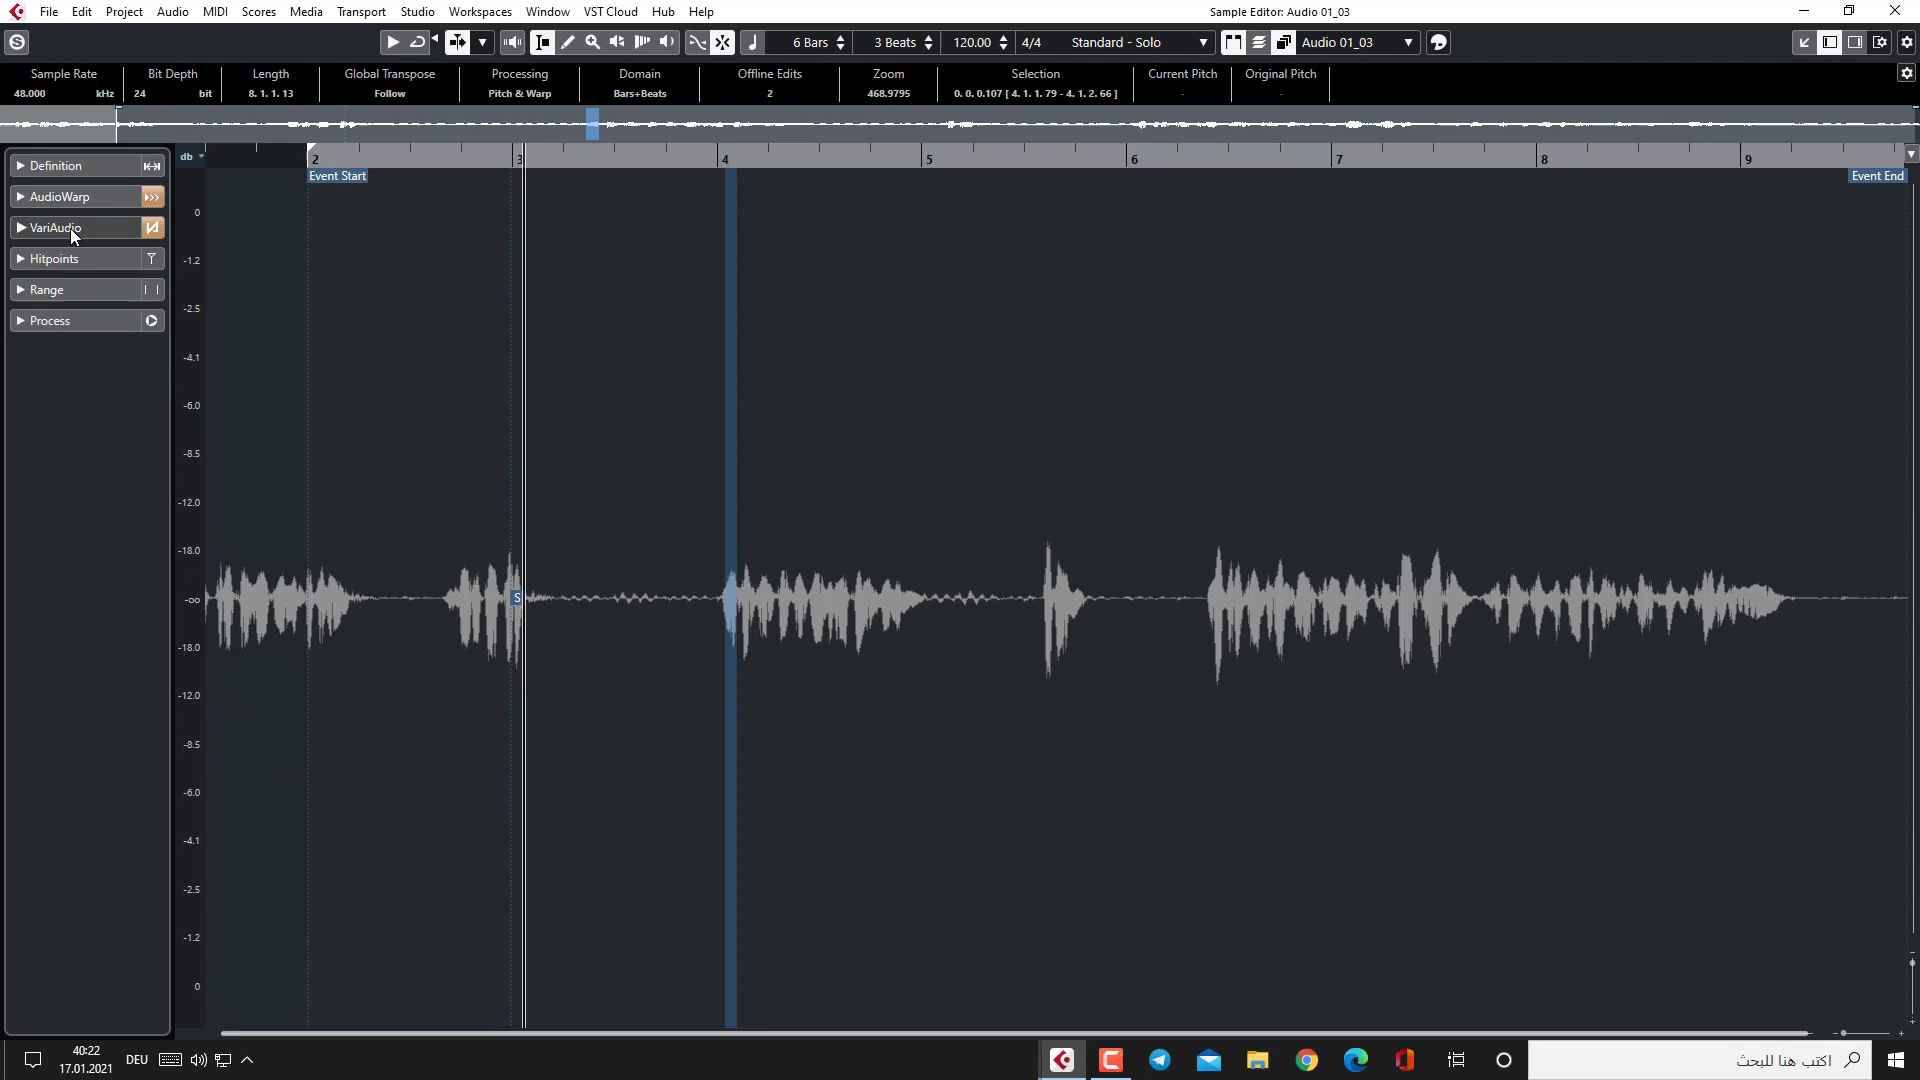 File Edit Project Audio MIDI Scores Media Transport Studio Workspaces Window VST Cloud Hub Help Sample Editor: Audio 01_03
6 Bars 3 Beats 120.00 4/4 Standard - Solo Audio 01_03
Sample Rate Bit Depth Length Global Transpose Processing Domain Offline Edits Zoom Selection Current Pitch Original Pitch
48.000 kHz 24 bit 8. 1. 1. 13 Follow Pitch & Warp Bars+Beats 2 468.9795 0. 0. 0.107 [ 4. 1. 1. 79 - 4. 1. 2. 66 ] - -
db 2 3 4 5 6 7 8 9
Event Start Event End
Definition
AudioWarp
VariAudio
Hitpoints
Range
Process
0
-1.2
-2.5
-4.1
-6.0
-8.5
-12.0
-18.0
-oo
S
-18.0
-12.0
-8.5
-6.0
-4.1
-2.5
-1.2
0
40:22
17.01.2021
DEU
اكتب هنا للبحث